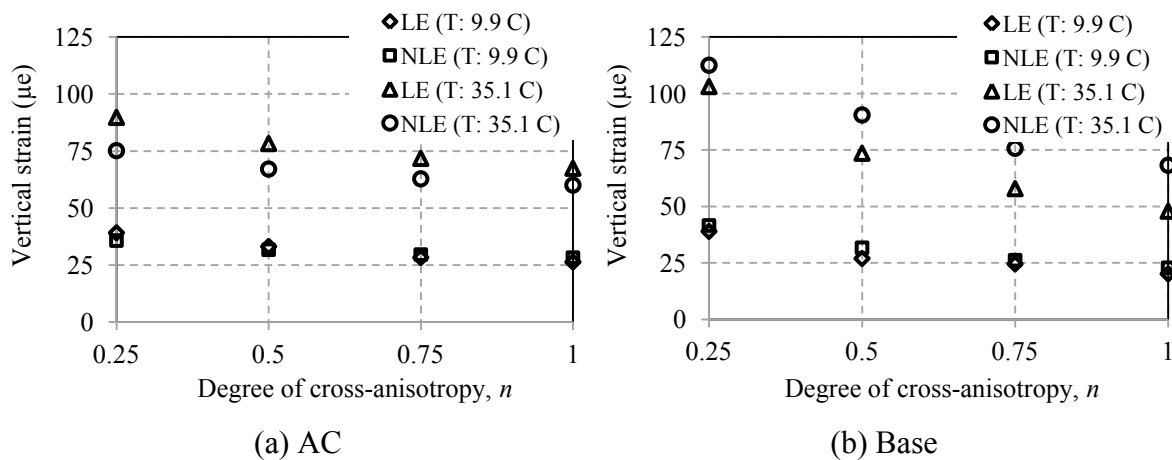 125
100
75
50
25
0
Vertical strain (με)
LE (T: 9.9 C)
NLE (T: 9.9 C)
LE (T: 35.1 C)
NLE (T: 35.1 C)
0.25 0.5 0.75 1
Degree of cross-anisotropy, n
(a) AC
125
100
75
50
25
0
Vertical strain (με)
LE (T: 9.9 C)
NLE (T: 9.9 C)
LE (T: 35.1 C)
NLE (T: 35.1 C)
0.25 0.5 0.75 1
Degree of cross-anisotropy, n
(b) Base